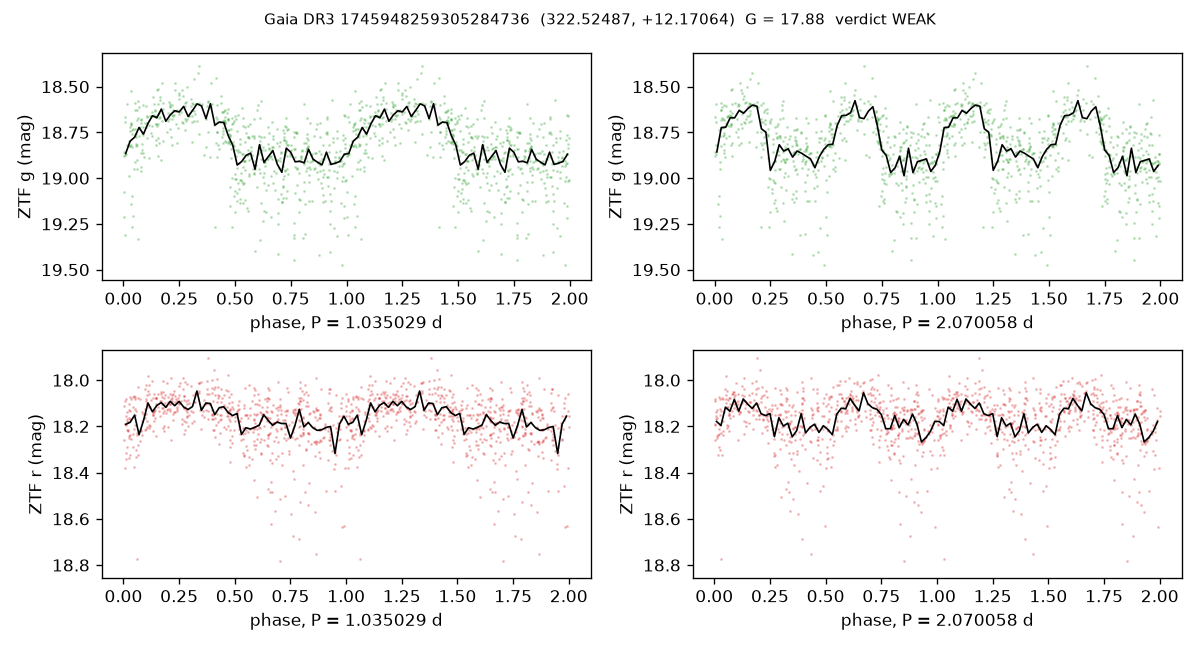 Gaia DR3 1745948259305284736 (322.52487, +12.17064) G = 17.88 verdict WEAK
ZTF g (mag)
18.50
18.75
19.00
19.25
19.50
0.00 0.25 0.50 0.75 1.00 1.25 1.50 1.75 2.00
phase, P = 1.035029 d
ZTF g (mag)
18.50
18.75
19.00
19.25
19.50
0.00 0.25 0.50 0.75 1.00 1.25 1.50 1.75 2.00
phase, P = 2.070058 d
ZTF r (mag)
18.0
18.2
18.4
18.6
18.8
0.00 0.25 0.50 0.75 1.00 1.25 1.50 1.75 2.00
phase, P = 1.035029 d
ZTF r (mag)
18.0
18.2
18.4
18.6
18.8
0.00 0.25 0.50 0.75 1.00 1.25 1.50 1.75 2.00
phase, P = 2.070058 d